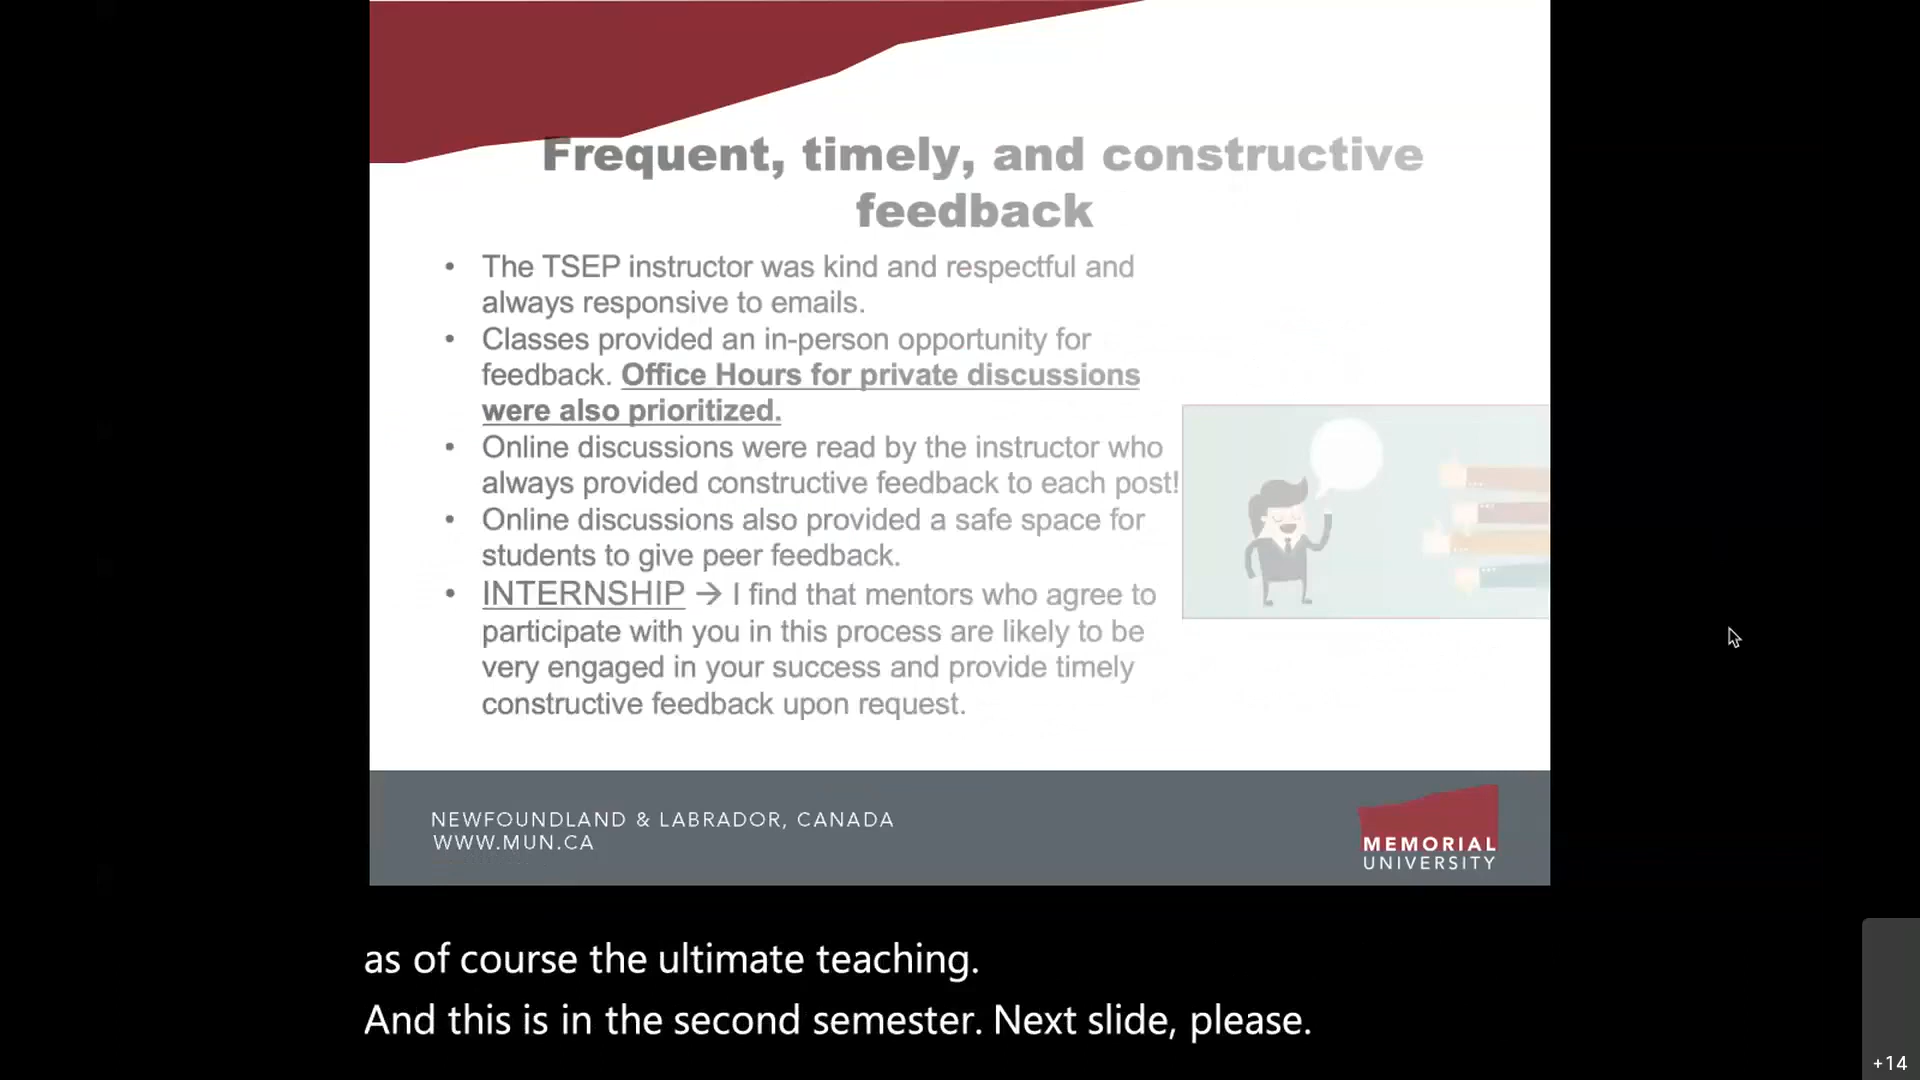 Frequent, timely, and constructive
feedback
• The TSEP instructor was kind and respectful and
always responsive to emails.
• Classes provided an in-person opportunity for
feedback. Office Hours for private discussions
were also prioritized.
• Online discussions were read by the instructor who
always provided constructive feedback to each post!
• Online discussions also provided a safe space for
students to give peer feedback.
• INTERNSHIP → I find that mentors who agree to
participate with you in this process are likely to be
very engaged in your success and provide timely
constructive feedback upon request.
NEWFOUNDLAND & LABRADOR, CANADA
WWW.MUN.CA
MEMORIAL
UNIVERSITY
as of course the ultimate teaching.
And this is in the second semester. Next slide, please.
+14